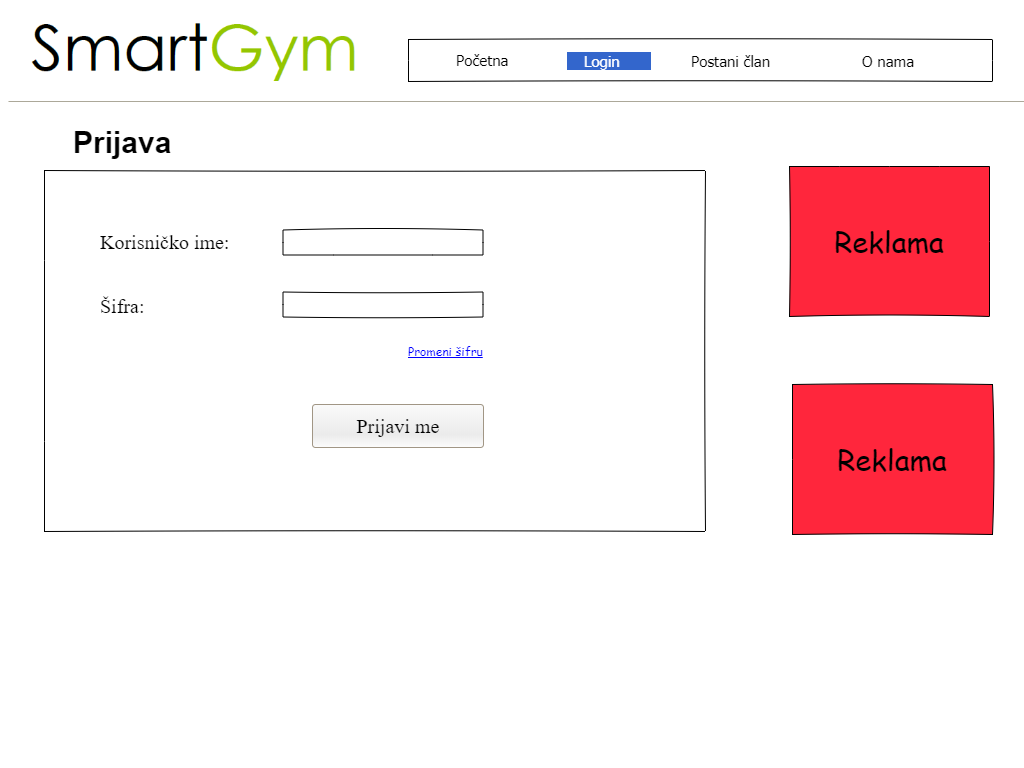 SmartGym
Početna Login Postani član O nama
Prijava
Korisničko ime:
Šifra:
Promeni šifru
Prijavi me
Reklama
Reklama